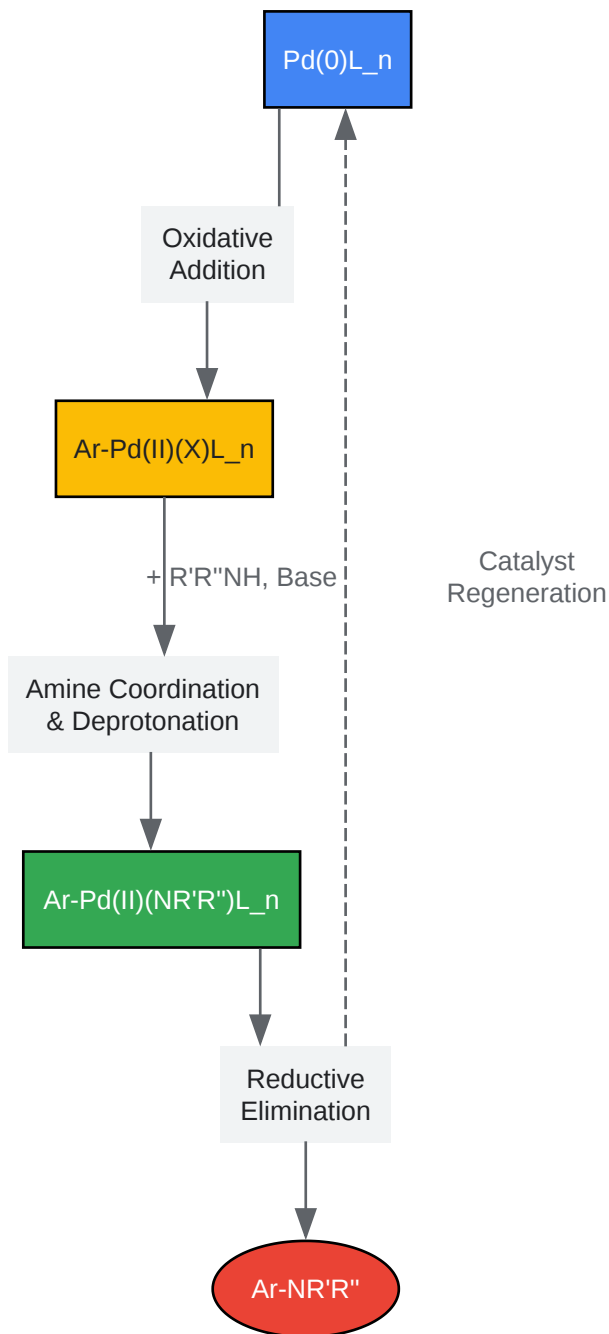 Pd(0)L_n
Oxidative
Addition
Ar-Pd(II)(X)L_n
+ R'R"NH, Base
Catalyst
Regeneration
Amine Coordination
& Deprotonation
Ar-Pd(II)(NR'R")L_n
Reductive
Elimination
Ar-NR'R"